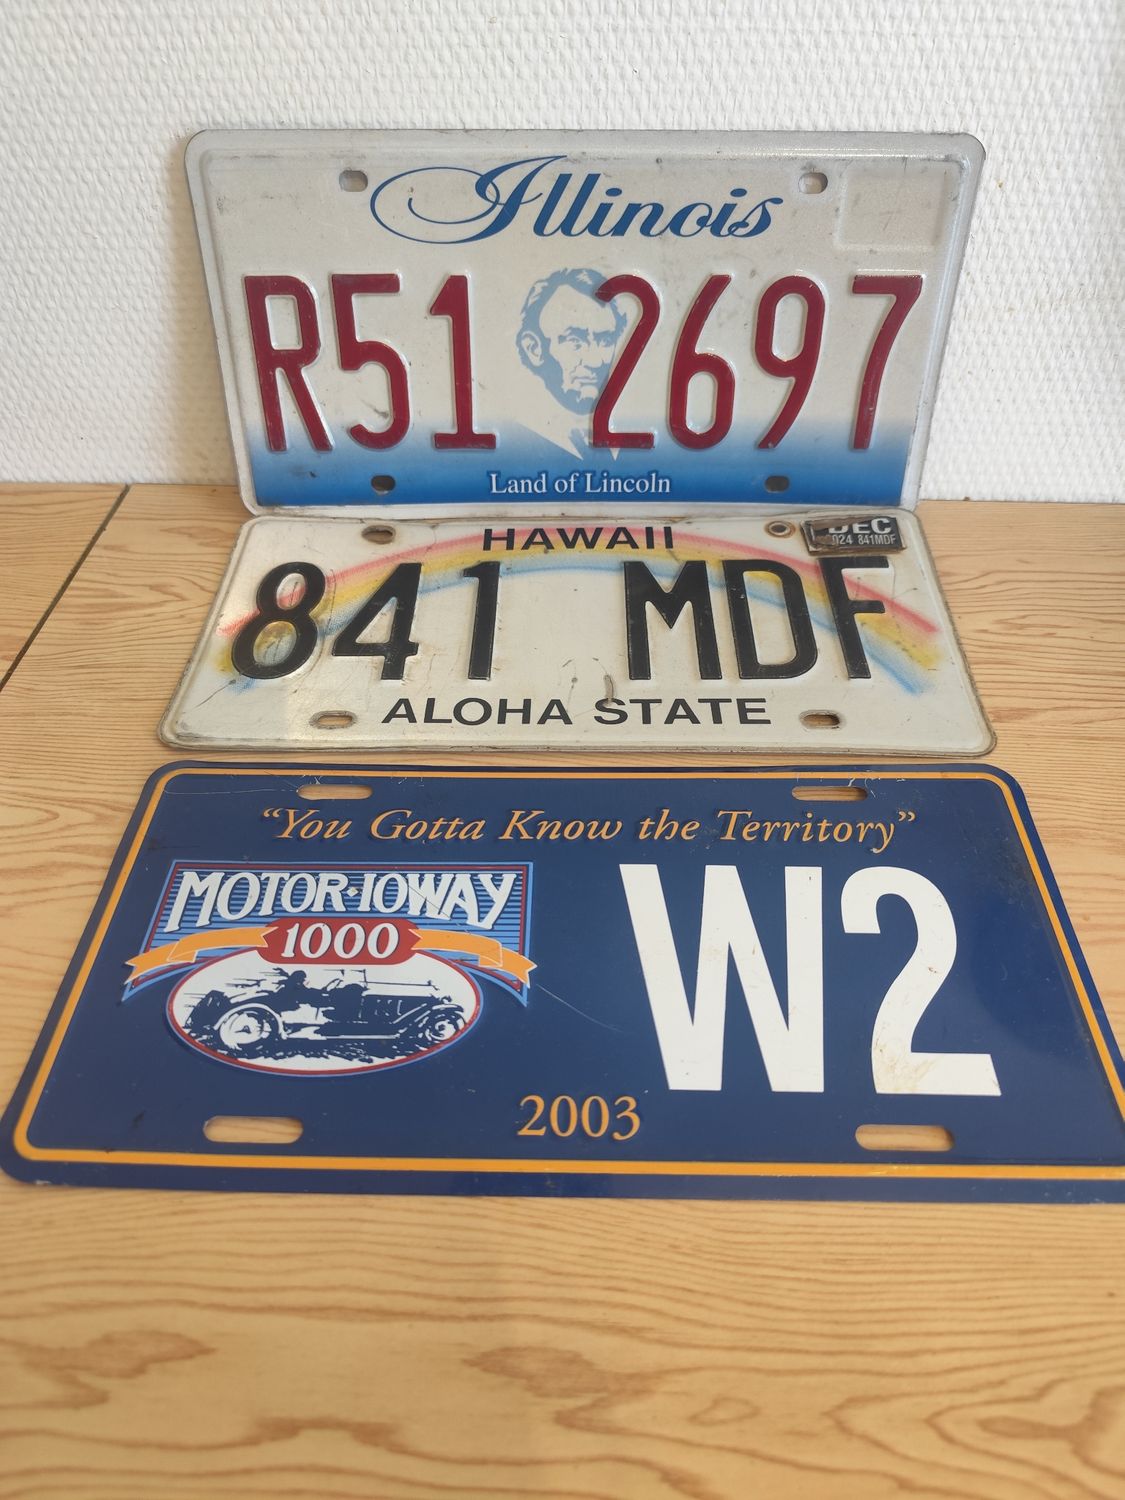 Illinois
R51 2697
Land of Lincoln
HAWAII
DEC
024 841MDF
841 MDF
ALOHA STATE
“You Gotta Know the Territory”
MOTOR·IOWAY
1000
W2
2003